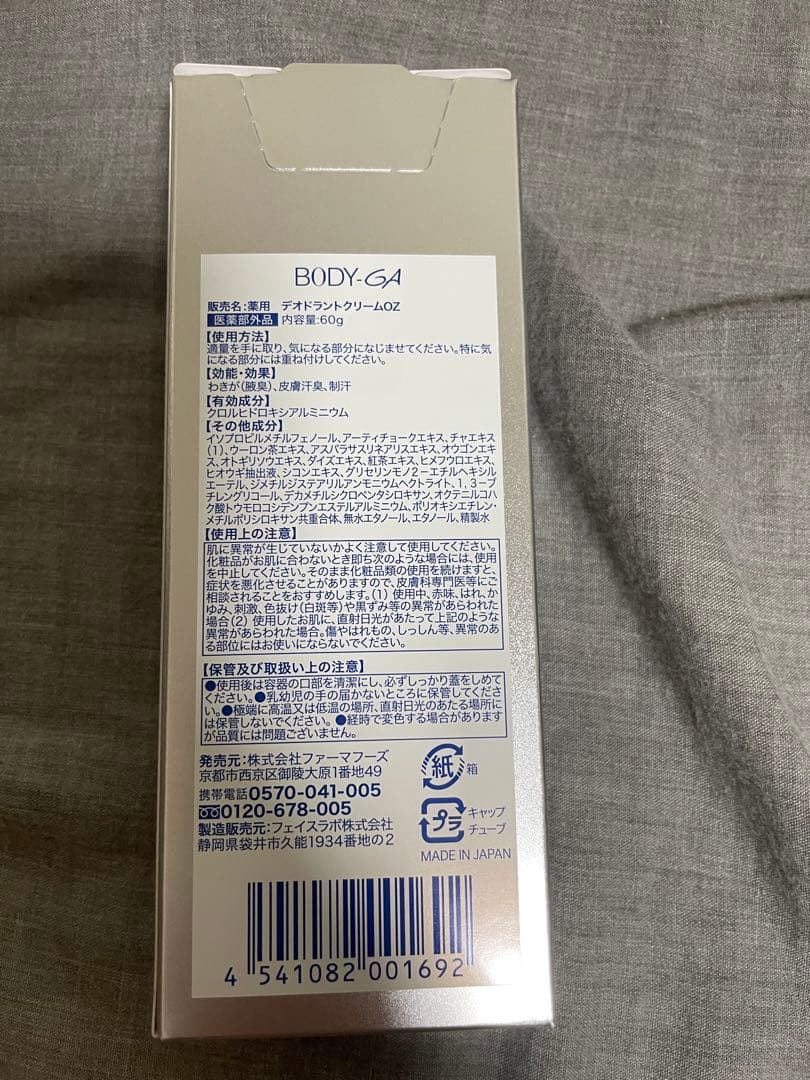 BODY-GA
販売名:薬用 デオドラントクリームOZ
医薬部外品 内容量:60g
【使用方法】
適量を手に取り、気になる部分になじませてください。特に気
になる部分には重ね付けしてください。
【効能・効果】
わきが(腋臭)、皮膚汗臭、制汗
【有効成分】
クロルヒドロキシアルミニウム
【その他成分】
イソプロピルメチルフェノール、アーティチョークエキス、チャエキス
(1)、ウーロン茶エキス、アスパラサスリネアリスエキス、オウゴンエキ
ス、オトギリソウエキス、ダイズエキス、紅茶エキス、ヒメフウロエキス、
ヒオウギ抽出液、シコンエキス、グリセリンモノ2-エチルヘキシル
エーテル、ジメチルジステアリルアンモニウムヘクトライト、1,3-ブ
チレングリコール、デカメチルシクロペンタシロキサン、オクテニルコハ
ク酸トウモロコシデンプンエステルアルミニウム、ポリオキシエチレン・
メチルポリシロキサン共重合体、無水エタノール、エタノール、精製水
【使用上の注意】
肌に異常が生じていないかよく注意して使用してください。
化粧品がお肌に合わないとき即ち次のような場合には、使用
を中止してください。そのまま化粧品類の使用を続けますと、
症状を悪化させることがありますので、皮膚科専門医等にご
相談されることをおすすめします。(1) 使用中、赤味、はれ、か
ゆみ、刺激、色抜け(白斑等)や黒ずみ等の異常があらわれた
場合(2) 使用したお肌に、直射日光があたって上記のような
異常があらわれた場合。傷やはれもの、しっしん等、異常のあ
る部位にはお使いにならないでください。
【保管及び取扱い上の注意】
●使用後は容器の口部を清潔にし、必ずしっかり蓋をしめて
ください。●乳幼児の手の届かないところに保管してくださ
い。●極端に高温又は低温の場所、直射日光のあたる場所に
は保管しないでください。●経時で変色する場合があります
が品質には問題ございません。
発売元:株式会社ファーマフーズ
京都市西京区御陵大原1番地49
携帯電話0570-041-005
0120-678-005
製造販売元:フェイスラボ株式会社
静岡県袋井市久能1934番地の2
紙 箱
プラ キャップ
チューブ
MADE IN JAPAN
4 541082 001692